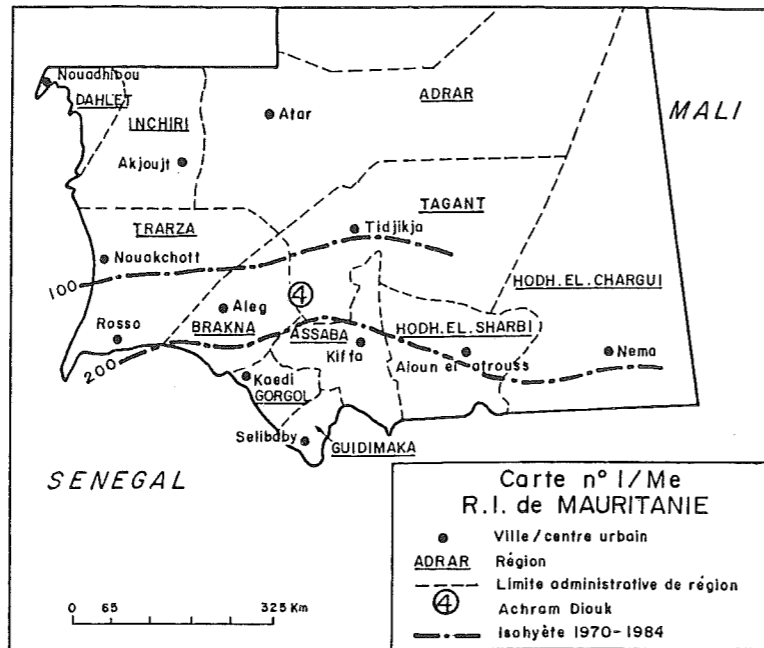 Nouadhibou
DAHLET
INCHIRI
Atar
ADRAR
MALI
Akjoujt
TAGANT
TRARZA
Tidjikja
Nouakchott
HODH.EL.CHARGUI
100
④
Aleg
Rosso
BRAKNA
ASSABA
HODH.EL.SHARBI
Kiffa
Aioun el atrouss
Nema
200
Kaedi
GORGOL
Selibaby
GUIDIMAKA
SENEGAL
Carte n° 1/Me
R.I. de MAURITANIE
Ville/centre urbain
ADRAR Région
Limite administrative de région
④ Achram Diouk
Isohyète 1970-1984
0 65 325 Km